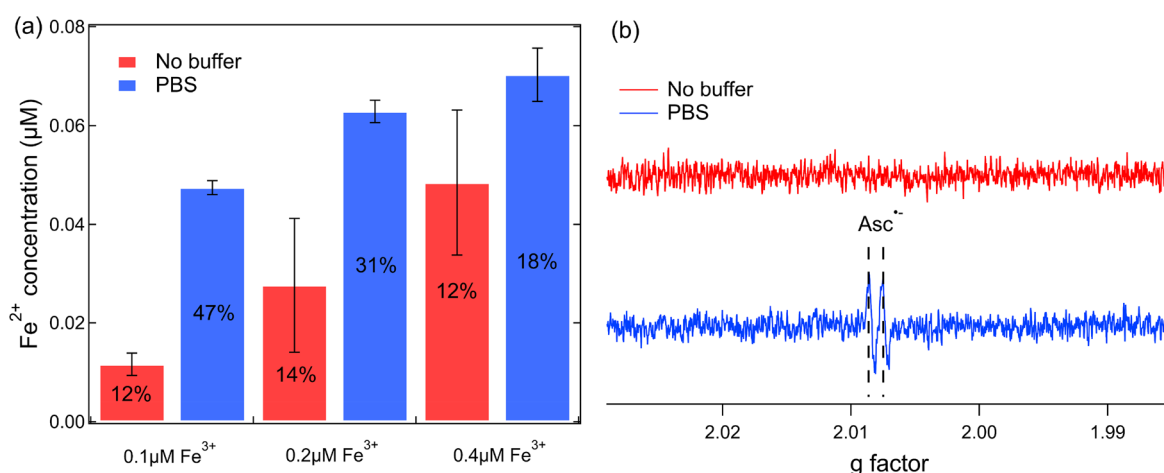 (a)
No buffer
PBS
Fe²⁺ concentration (µM)
0.08
0.06
0.04
0.02
0.00
12%
47%
14%
31%
12%
18%
0.1µM Fe³⁺
0.2µM Fe³⁺
0.4µM Fe³⁺
(b)
No buffer
PBS
Asc•-
2.02
2.01
2.00
1.99
g factor